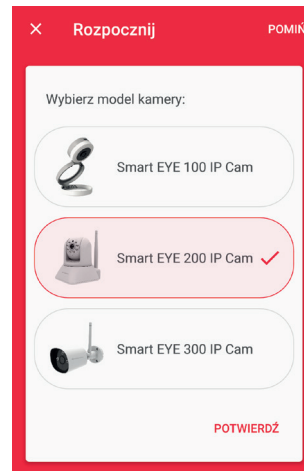 × Rozpocznij POMIŃ
Wybierz model kamery:
Smart EYE 100 IP Cam
Smart EYE 200 IP Cam
Smart EYE 300 IP Cam
POTWIERDŹ